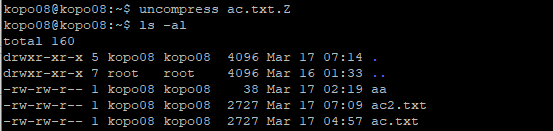 kopo08@kopo08:~$ uncompress ac.txt.Z
kopo08@kopo08:~$ ls -al
total 160
drwxr-xr-x 5 kopo08 kopo08 4096 Mar 17 07:14 .
drwxr-xr-x 7 root root 4096 Mar 16 01:33 ..
-rw-rw-r-- 1 kopo08 kopo08 38 Mar 17 02:19 aa
-rw-rw-r-- 1 kopo08 kopo08 2727 Mar 17 07:09 ac2.txt
-rw-rw-r-- 1 kopo08 kopo08 2727 Mar 17 04:57 ac.txt